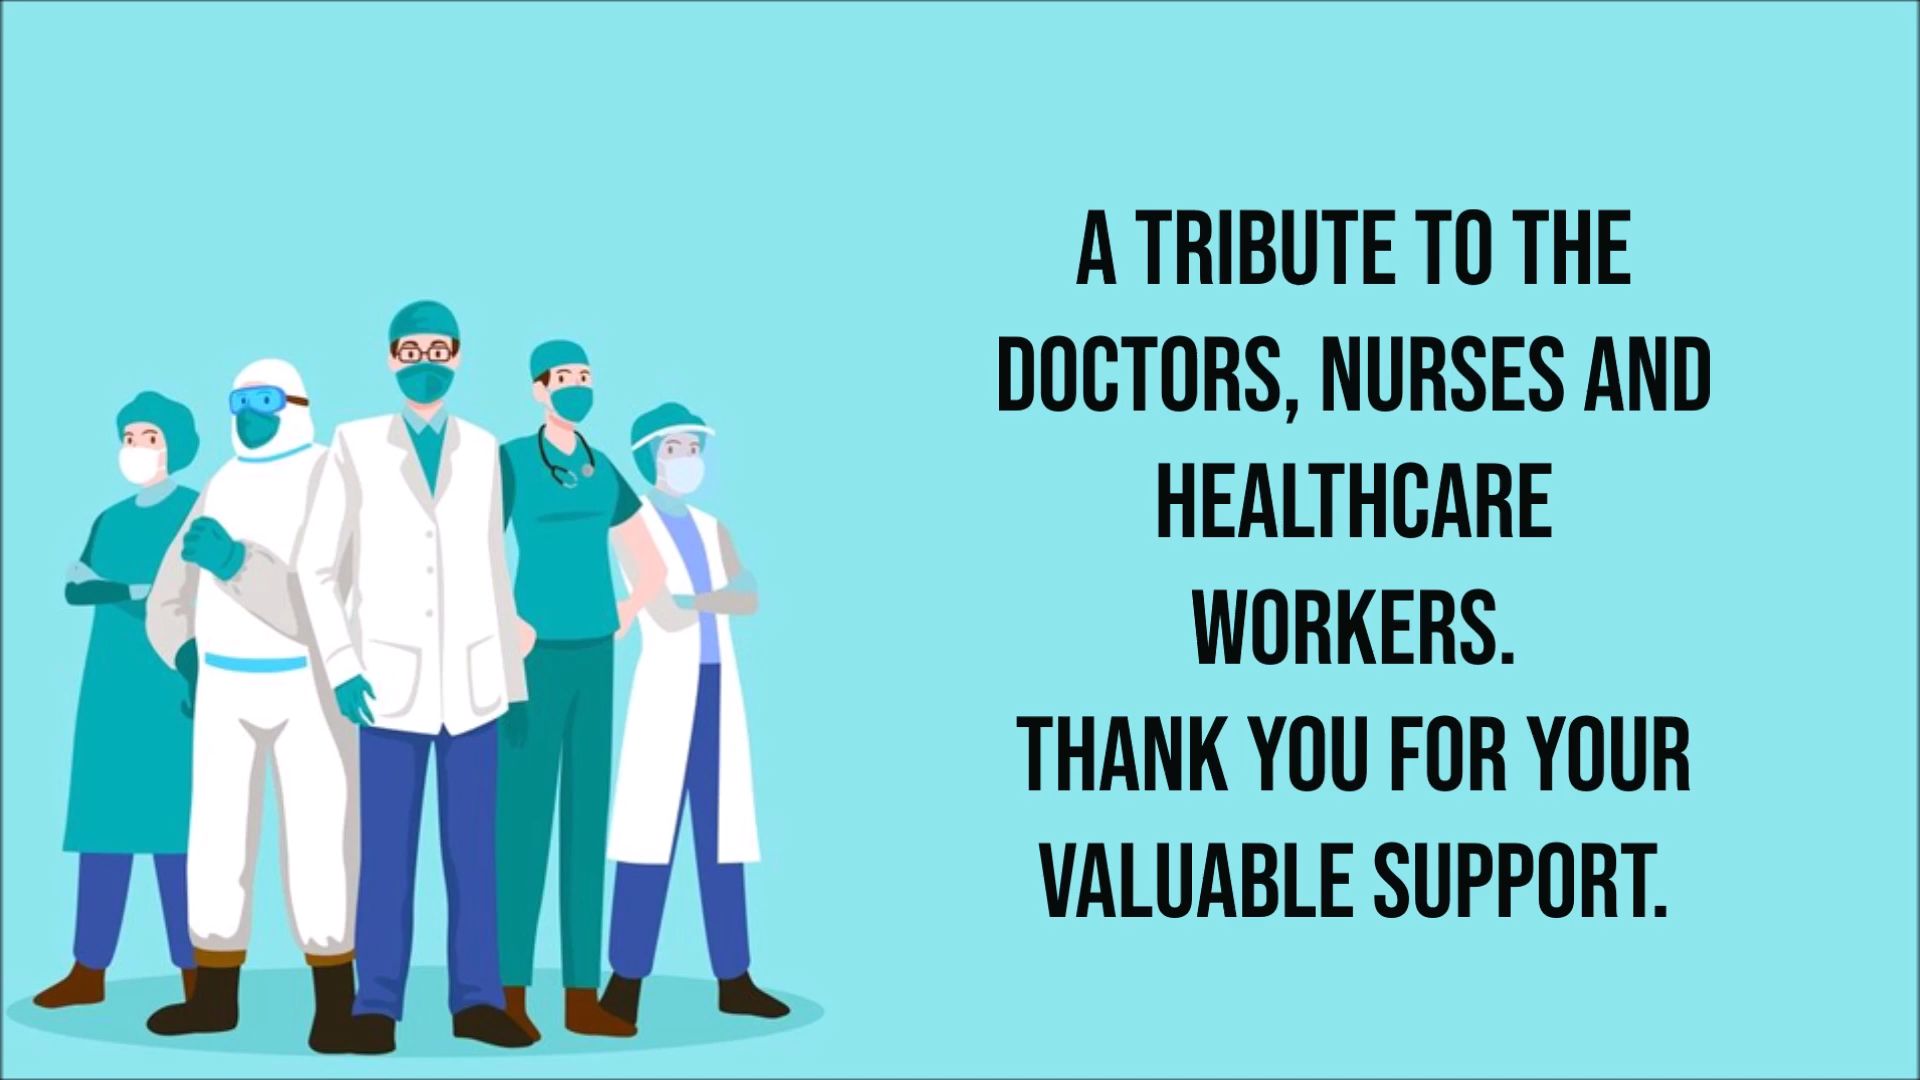 A TRIBUTE TO THE
DOCTORS, NURSES AND
HEALTHCARE
WORKERS.
THANK YOU FOR YOUR
VALUABLE SUPPORT.